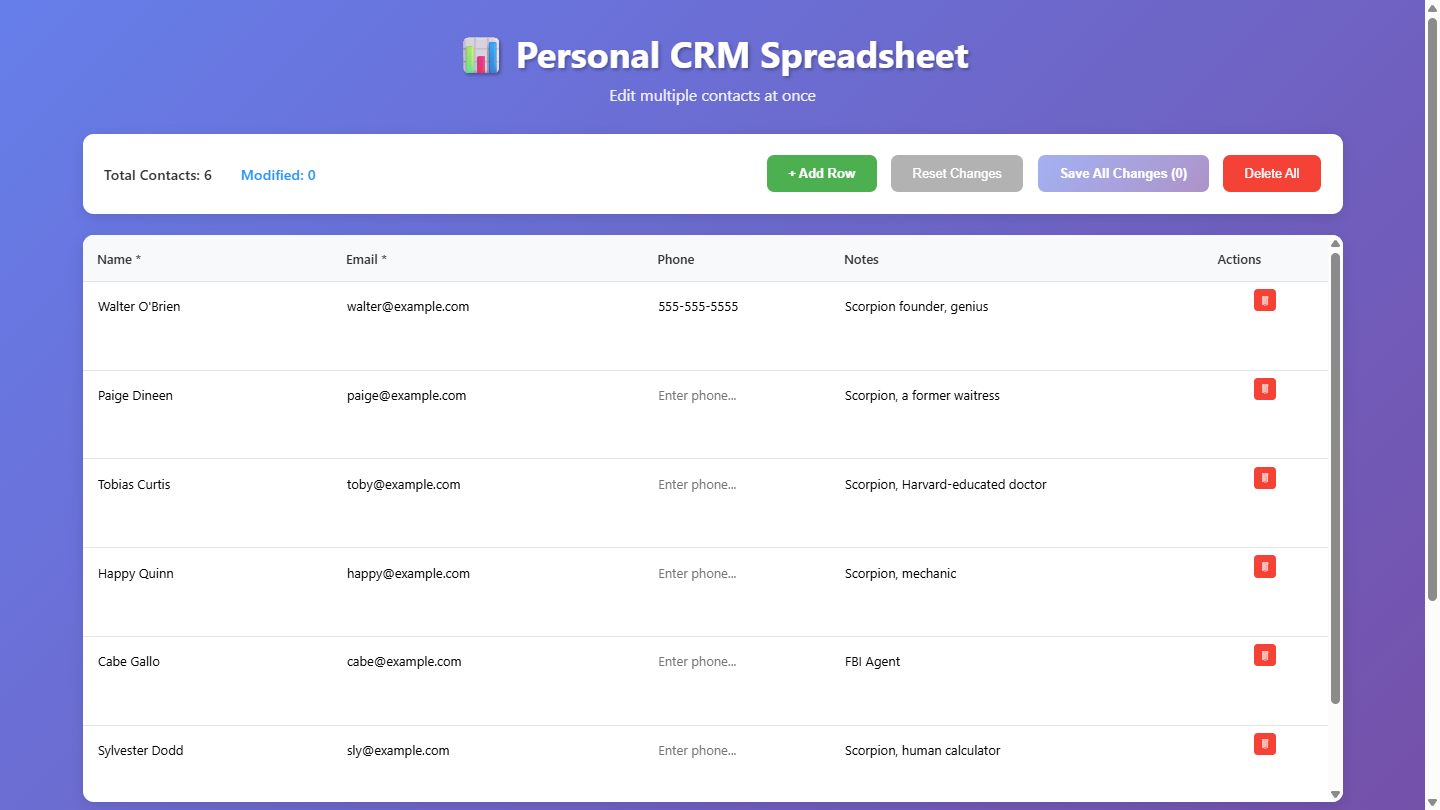 Personal CRM Spreadsheet
Edit multiple contacts at once
Total Contacts: 6 Modified: 0 + Add Row Reset Changes Save All Changes (0) Delete All
Name * Email * Phone Notes Actions
Walter O'Brien walter@example.com 555-555-5555 Scorpion founder, genius
Paige Dineen paige@example.com Enter phone... Scorpion, a former waitress
Tobias Curtis toby@example.com Enter phone... Scorpion, Harvard-educated doctor
Happy Quinn happy@example.com Enter phone... Scorpion, mechanic
Cabe Gallo cabe@example.com Enter phone... FBI Agent
Sylvester Dodd sly@example.com Enter phone... Scorpion, human calculator